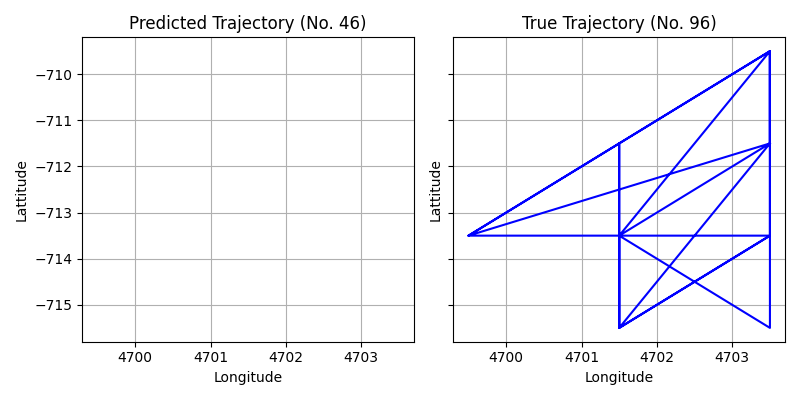 Predicted Trajectory (No. 46)
−710
−711
−712
−713
−714
−715
Lattitude
4700
4701
4702
4703
Longitude
True Trajectory (No. 96)
Lattitude
4700
4701
4702
4703
Longitude